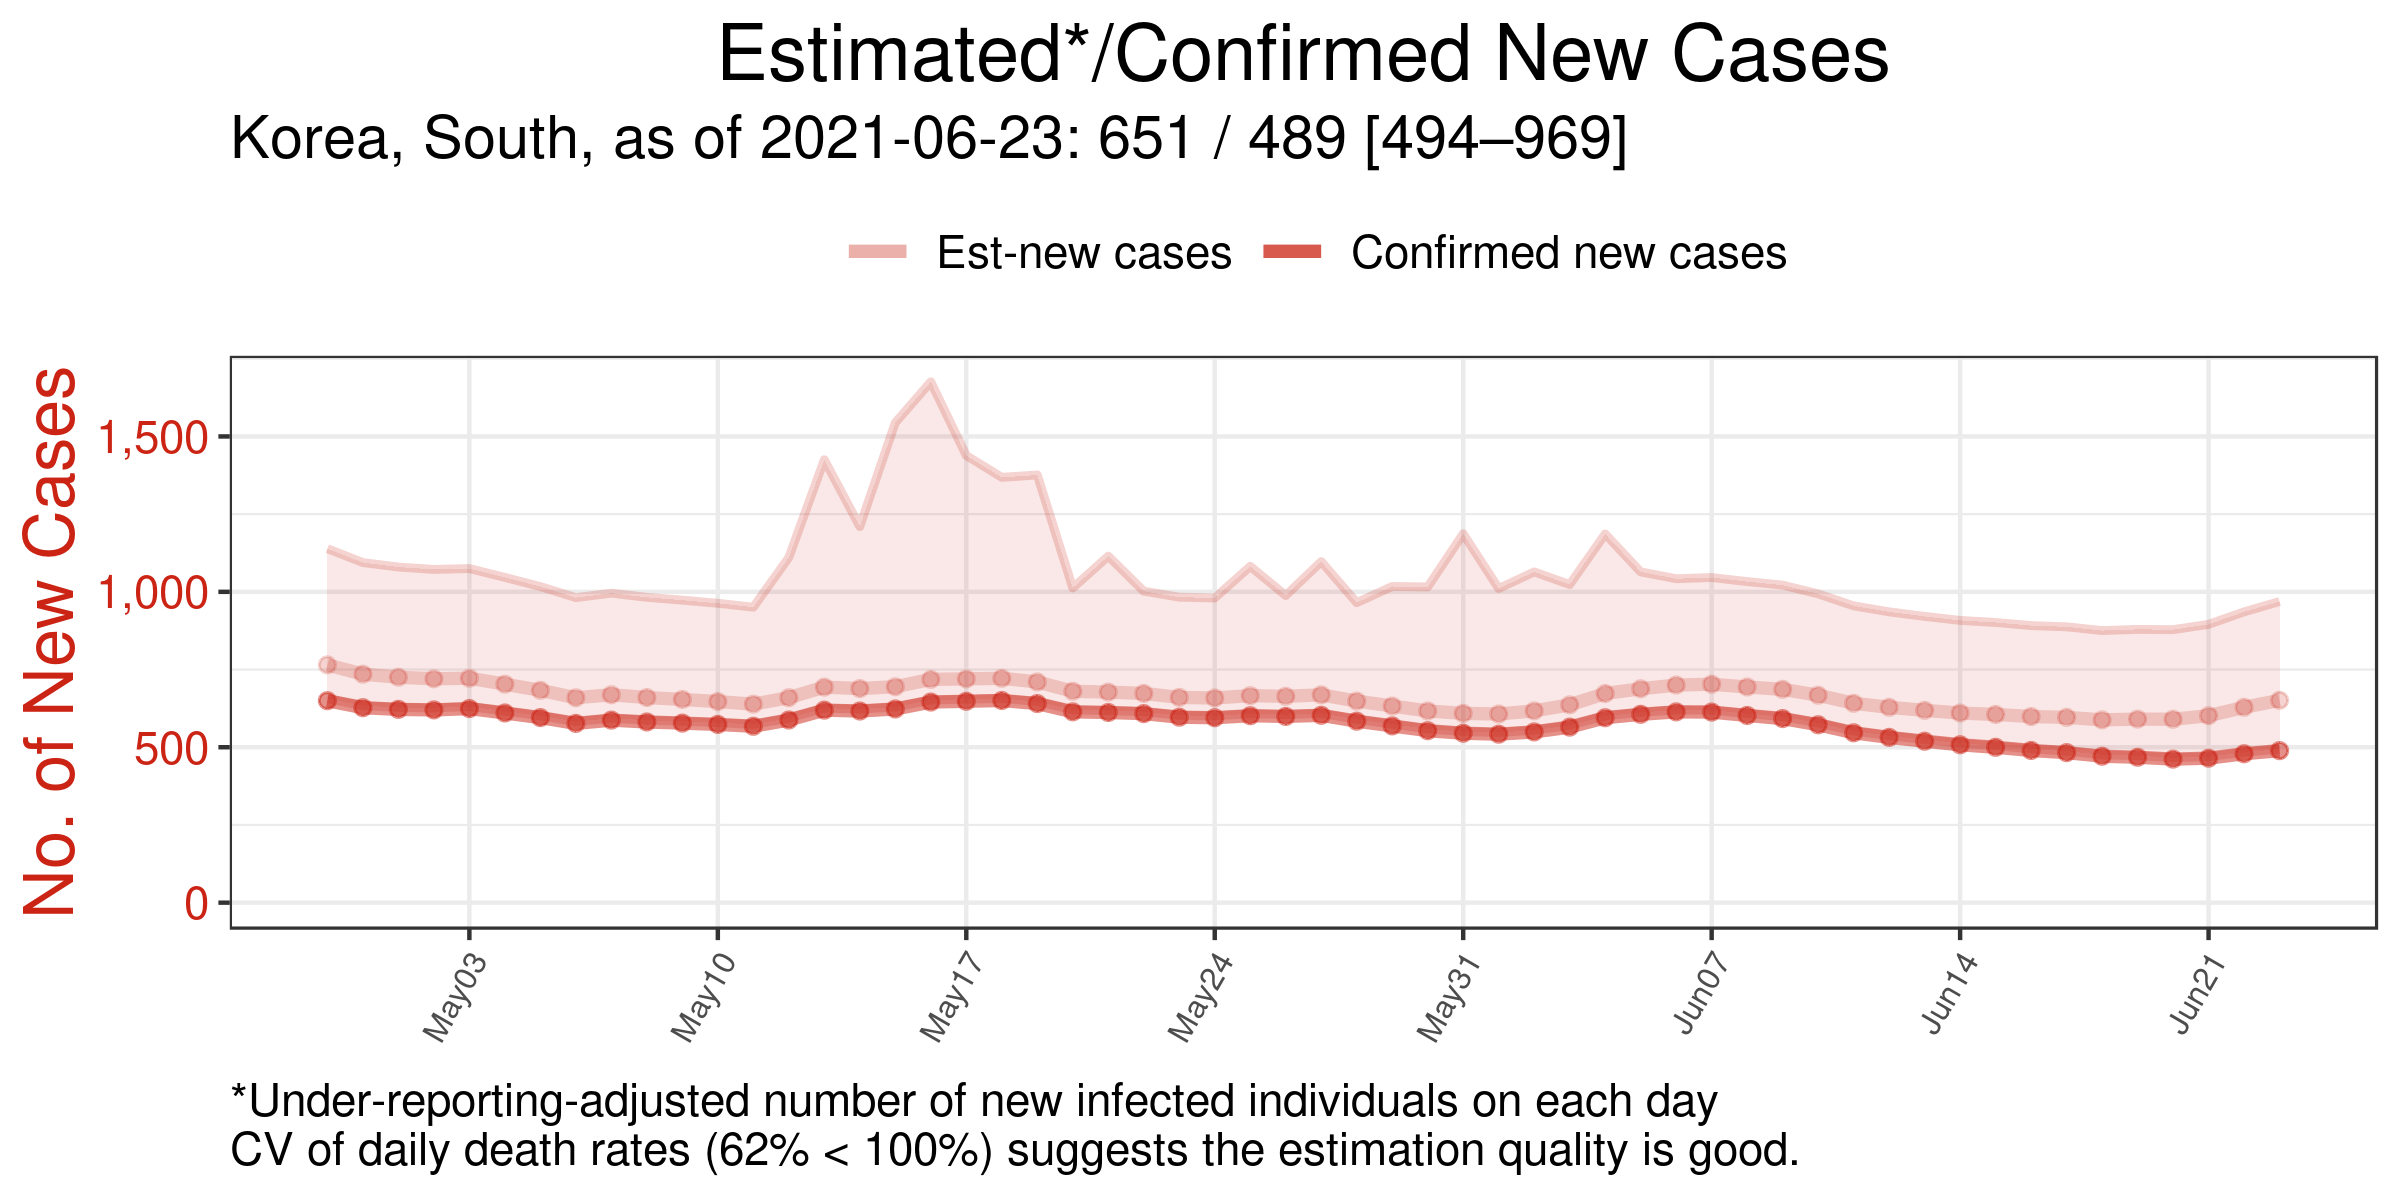 Estimated*/Confirmed New Cases
Korea, South, as of 2021-06-23: 651 / 489 [494–969]
Est-new cases
Confirmed new cases
No. of New Cases
1,500
1,000
500
0
May03
May10
May17
May24
May31
Jun07
Jun14
Jun21
*Under-reporting-adjusted number of new infected individuals on each day
CV of daily death rates (62% < 100%) suggests the estimation quality is good.